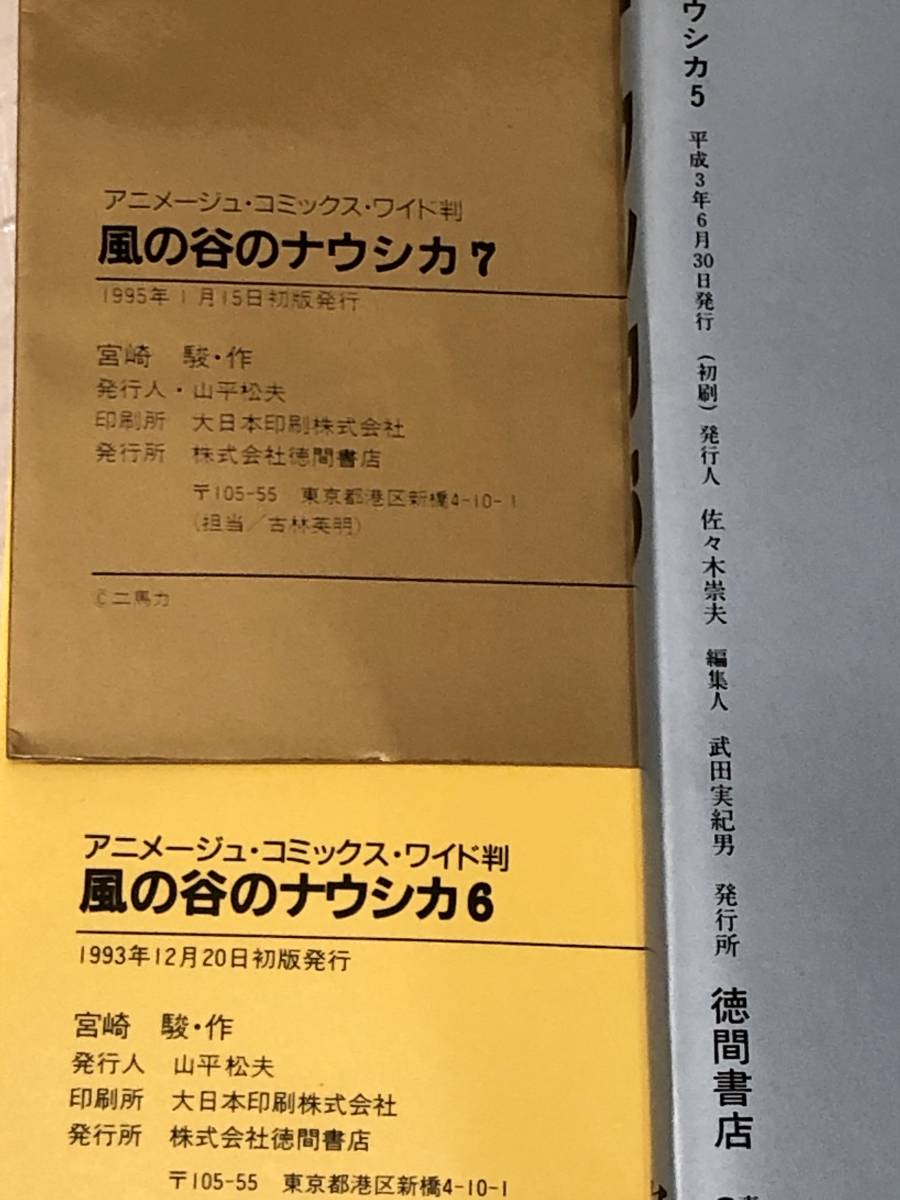 アニメージュ・コミックス・ワイド判
風の谷のナウシカ7
1995年1月15日初版発行
宮崎　駿・作
発行人・山平松夫
印刷所　大日本印刷株式会社
発行所　株式会社徳間書店
〒105-55　東京都港区新橋4-10-1
(担当/古林英明)
©二馬力
アニメージュ・コミックス・ワイド判
風の谷のナウシカ6
1993年12月20日初版発行
宮崎　駿・作
発行人　山平松夫
印刷所　大日本印刷株式会社
発行所　株式会社徳間書店
〒105-55　東京都港区新橋4-10-1
ウシカ5　平成3年6月30日発行　(初刷)　発行人　佐々木崇夫　編集人　武田実紀男　発行所　徳間書店